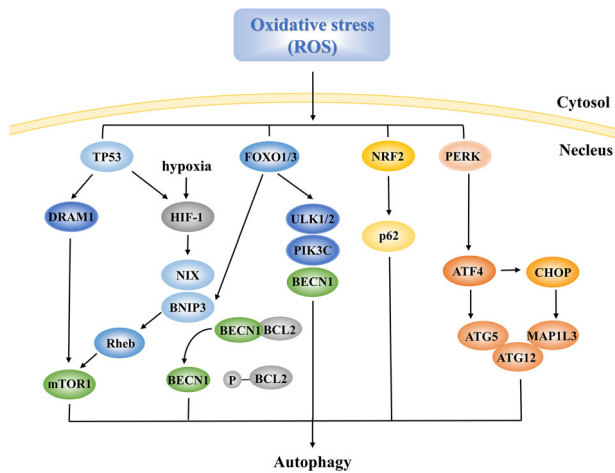 Oxidative stress
(ROS)
Cytosol
Necleus
TP53
hypoxia
FOXO1/3
NRF2
PERK
DRAM1
HIF-1
ULK1/2
PIK3C
BECN1
p62
NIX
BNIP3
ATF4
CHOP
Rheb
BECN1
BCL2
ATG5
MAP1L3
ATG12
mTOR1
BECN1
P
BCL2
Autophagy